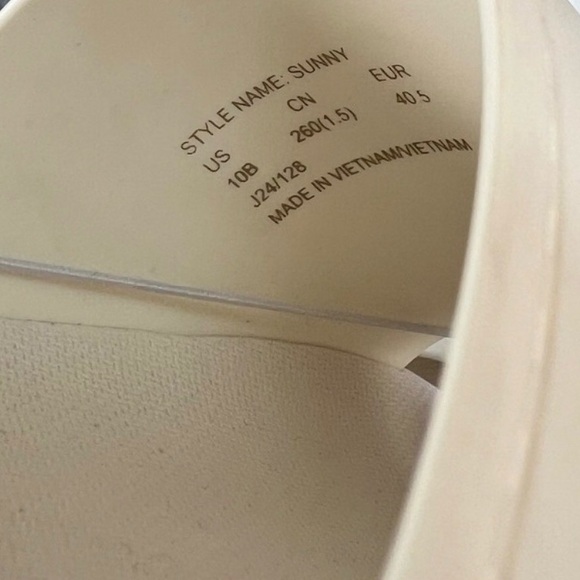 STYLE NAME: SUNNY
US CN EUR
10B 260(1.5) 40.5
J24/128
MADE IN VIETNAM/VIETNAM